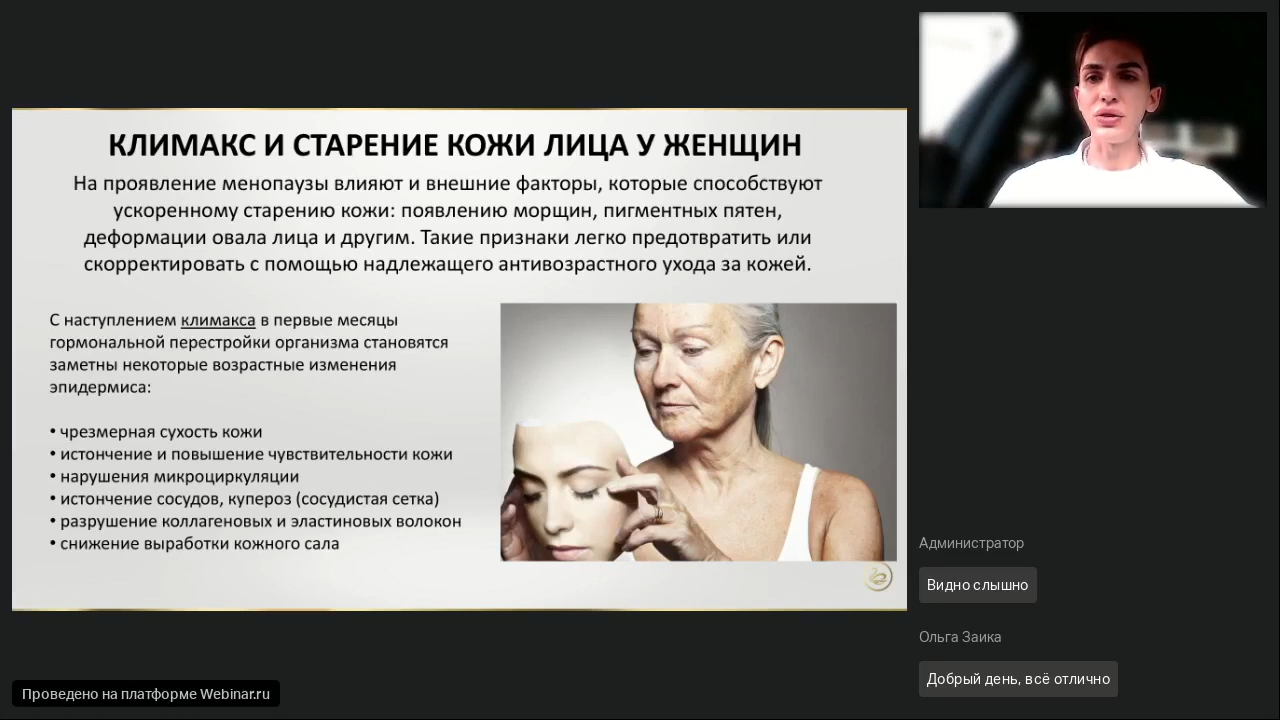 КЛИМАКС И СТАРЕНИЕ КОЖИ ЛИЦА У ЖЕНЩИН
На проявление менопаузы влияют и внешние факторы, которые способствуют
ускоренному старению кожи: появлению морщин, пигментных пятен,
деформации овала лица и другим. Такие признаки легко предотвратить или
скорректировать с помощью надлежащего антивозрастного ухода за кожей.
С наступлением климакса в первые месяцы
гормональной перестройки организма становятся
заметны некоторые возрастные изменения
эпидермиса:
• чрезмерная сухость кожи
• истончение и повышение чувствительности кожи
• нарушения микроциркуляции
• истончение сосудов, купероз (сосудистая сетка)
• разрушение коллагеновых и эластиновых волокон
• снижение выработки кожного сала
Администратор
Видно слышно
Ольга Заика
Добрый день, всё отлично
Проведено на платформе Webinar.ru